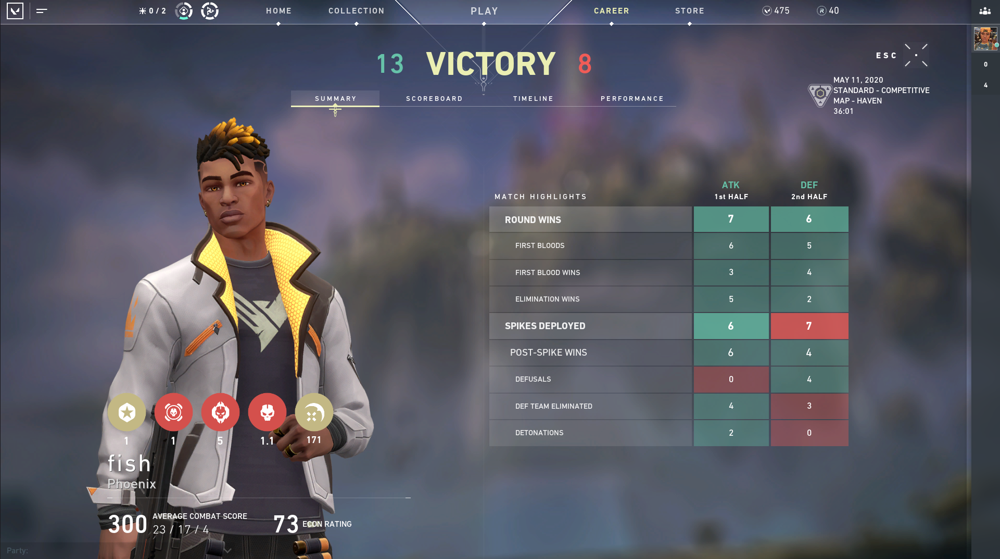 0 / 2
HOME
COLLECTION
PLAY
CAREER
STORE
475
R 40
13 VICTORY 8
ESC
0
4
MAY 11, 2020
STANDARD - COMPETITIVE
MAP - HAVEN
36:01
SUMMARY
SCOREBOARD
TIMELINE
PERFORMANCE
ATK DEF
MATCH HIGHLIGHTS 1st HALF 2nd HALF
ROUND WINS 7 6
FIRST BLOODS 6 5
FIRST BLOOD WINS 3 4
ELIMINATION WINS 5 2
SPIKES DEPLOYED 6 7
POST-SPIKE WINS 6 4
DEFUSALS 0 4
DEF TEAM ELIMINATED 4 3
DETONATIONS 2 0
1 1 5 1.1 171
fish
Phoenix
300 AVERAGE COMBAT SCORE
23 / 17 / 4
73 ECON RATING
Party: